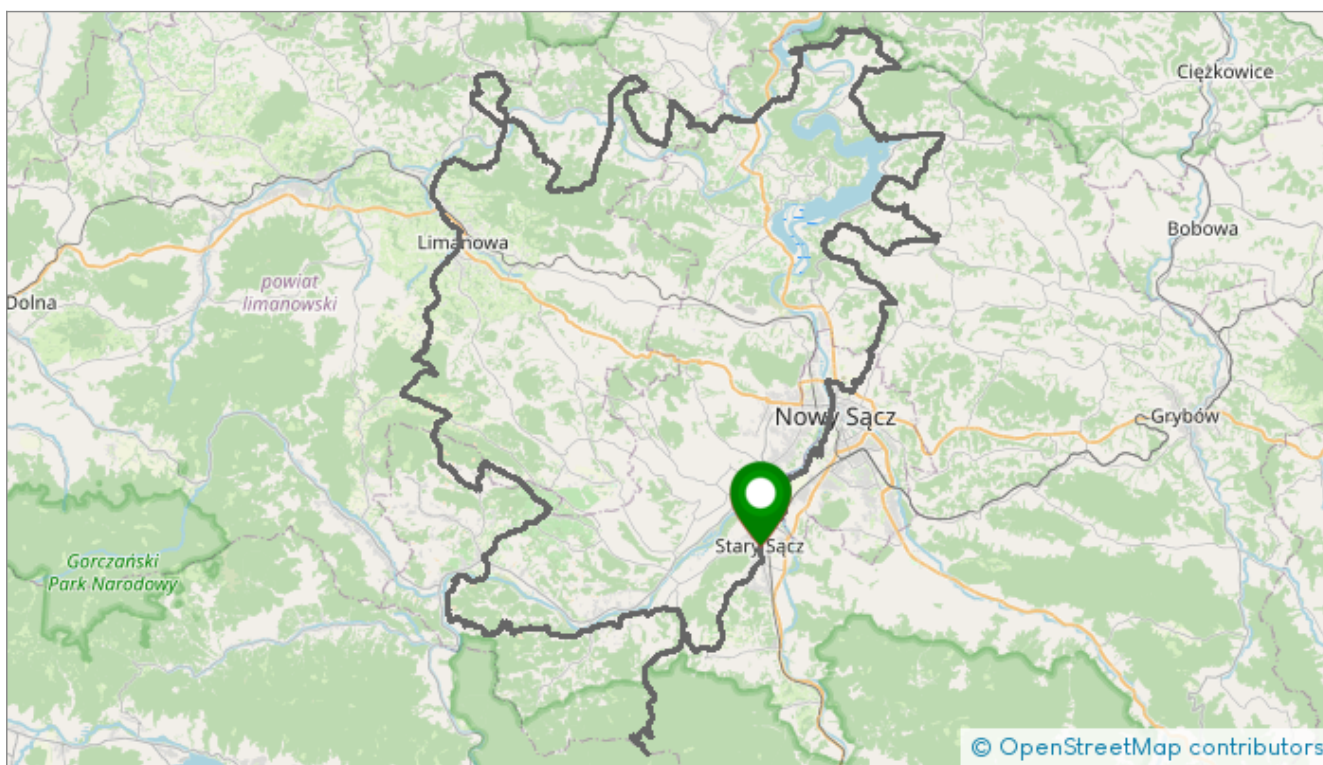 Ciężkowice
Limanowa
Bobowa
powiat
limanowski
Dolna
Nowy Sącz
Grybów
Stary Sącz
Gorczański
Park Narodowy
© OpenStreetMap contributors